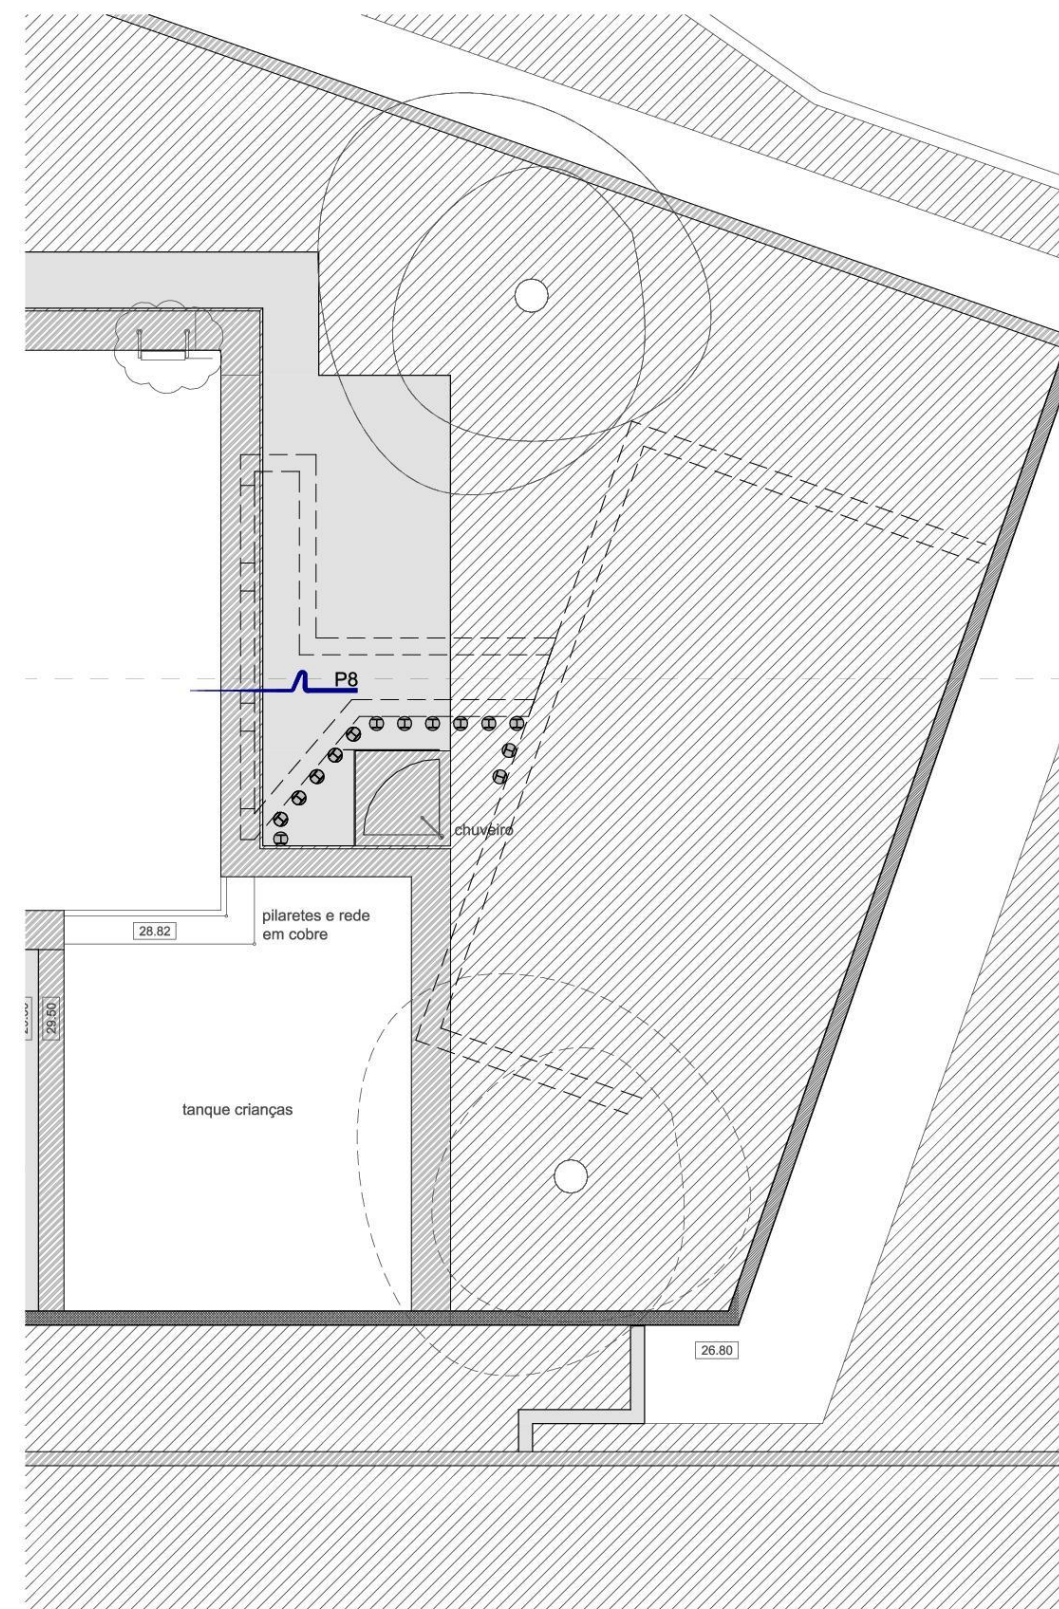 P8
chuveiro
pilaretes e rede
em cobre
28.82
29.50
tanque crianças
26.80